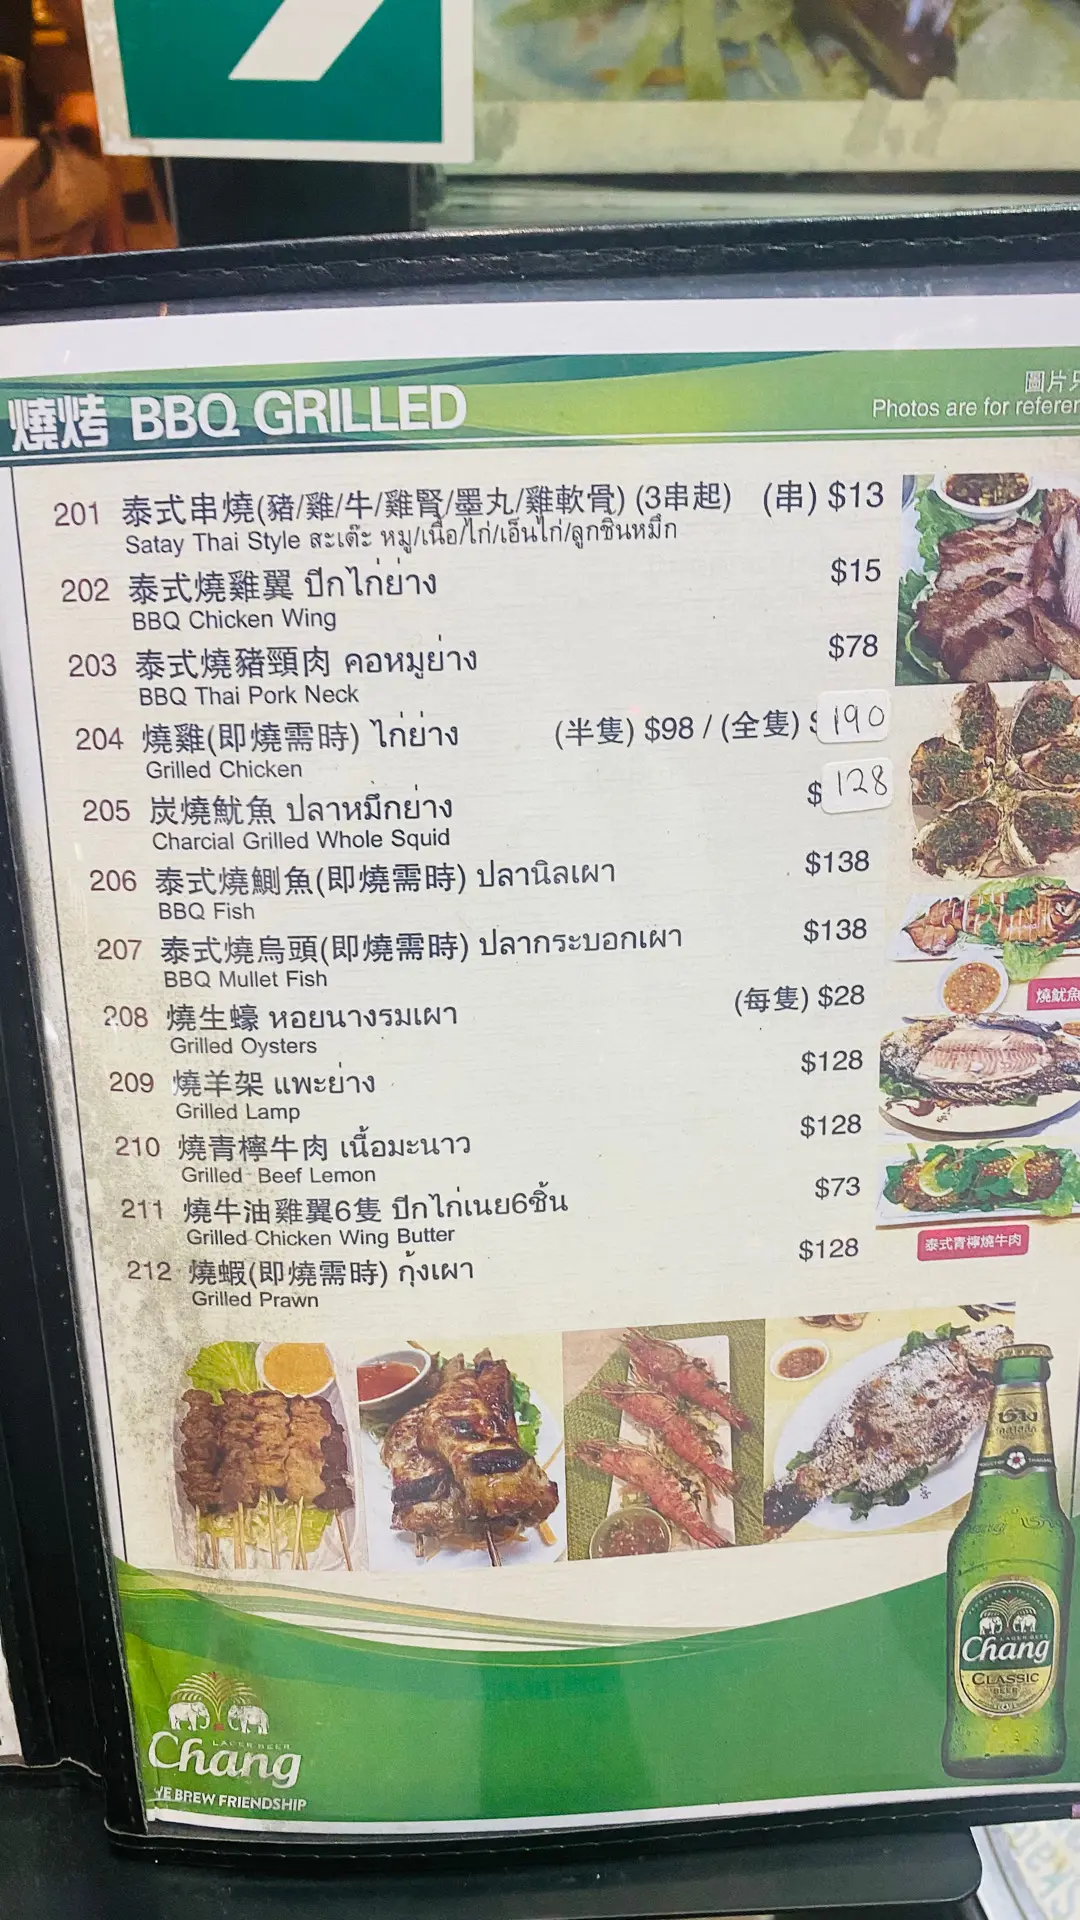 燒烤 BBQ GRILLED
圖片只
Photos are for referen
201 泰式串燒(豬/雞/牛/雞腎/墨丸/雞軟骨) (3串起) (串) $13
Satay Thai Style สะเต๊ะ หมู/เนื้อ/ไก่/เอ็นไก่/ลูกชิ้นหมึก
202 泰式燒雞翼 ปีกไก่ย่าง $15
BBQ Chicken Wing
203 泰式燒豬頸肉 คอหมูย่าง $78
BBQ Thai Pork Neck
204 燒雞(即燒需時) ไก่ย่าง (半隻) $98 / (全隻) $ 190
Grilled Chicken
205 炭燒魷魚 ปลาหมึกย่าง $ 128
Charcial Grilled Whole Squid
206 泰式燒鰂魚(即燒需時) ปลานิลเผา $138
BBQ Fish
207 泰式燒烏頭(即燒需時) ปลากระบอกเผา $138
BBQ Mullet Fish
208 燒生蠔 หอยนางรมเผา (每隻) $28
Grilled Oysters
209 燒羊架 แพะย่าง $128
Grilled Lamp
210 燒青檸牛肉 เนื้อมะนาว $128
Grilled Beef Lemon
211 燒牛油雞翼6隻 ปีกไก่เนย6ชิ้น $73
Grilled Chicken Wing Butter
212 燒蝦(即燒需時) กุ้งเผา $128
Grilled Prawn
燒魷魚
泰式青檸燒牛肉
ช้าง
LAGER BEER
Chang
CLASSIC
BEER
LAGER BEER
Chang
WE BREW FRIENDSHIP